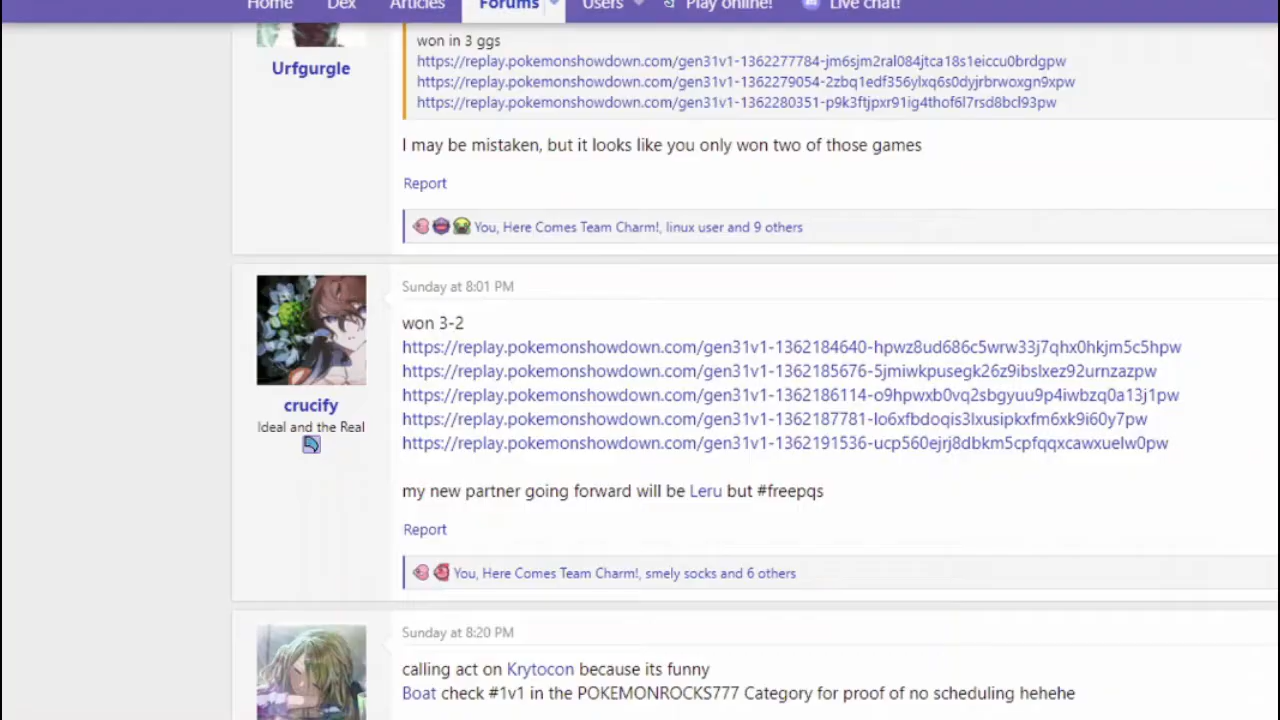 Home Dex Articles Forums Users Play online! Live chat!
Urfgurgle
won in 3 ggs
https://replay.pokemonshowdown.com/gen31v1-1362277784-jm6sjm2ral084jtca18s1eiccu0brdgpw
https://replay.pokemonshowdown.com/gen31v1-1362279054-2zbq1edf356ylxq6s0dyjrbrwoxgn9xpw
https://replay.pokemonshowdown.com/gen31v1-1362280351-p9k3ftjpxr91ig4thof6l7rsd8bcl93pw
I may be mistaken, but it looks like you only won two of those games
Report
You, Here Comes Team Charm!, linux user and 9 others
crucify
Ideal and the Real
Sunday at 8:01 PM
won 3-2
https://replay.pokemonshowdown.com/gen31v1-1362184640-hpwz8ud686c5wrw33j7qhx0hkjm5c5hpw
https://replay.pokemonshowdown.com/gen31v1-1362185676-5jmiwkpusegk26z9ibslxez92urnzazpw
https://replay.pokemonshowdown.com/gen31v1-1362186114-o9hpwxb0vq2sbgyuu9p4iwbzq0a13j1pw
https://replay.pokemonshowdown.com/gen31v1-1362187781-lo6xfbdoqis3lxusipkxfm6xk9i60y7pw
https://replay.pokemonshowdown.com/gen31v1-1362191536-ucp560ejrj8dbkm5cpfqqxcawxuelw0pw
my new partner going forward will be Leru but #freepqs
Report
You, Here Comes Team Charm!, smely socks and 6 others
Sunday at 8:20 PM
calling act on Krytocon because its funny
Boat check #1v1 in the POKEMONROCKS777 Category for proof of no scheduling hehehe